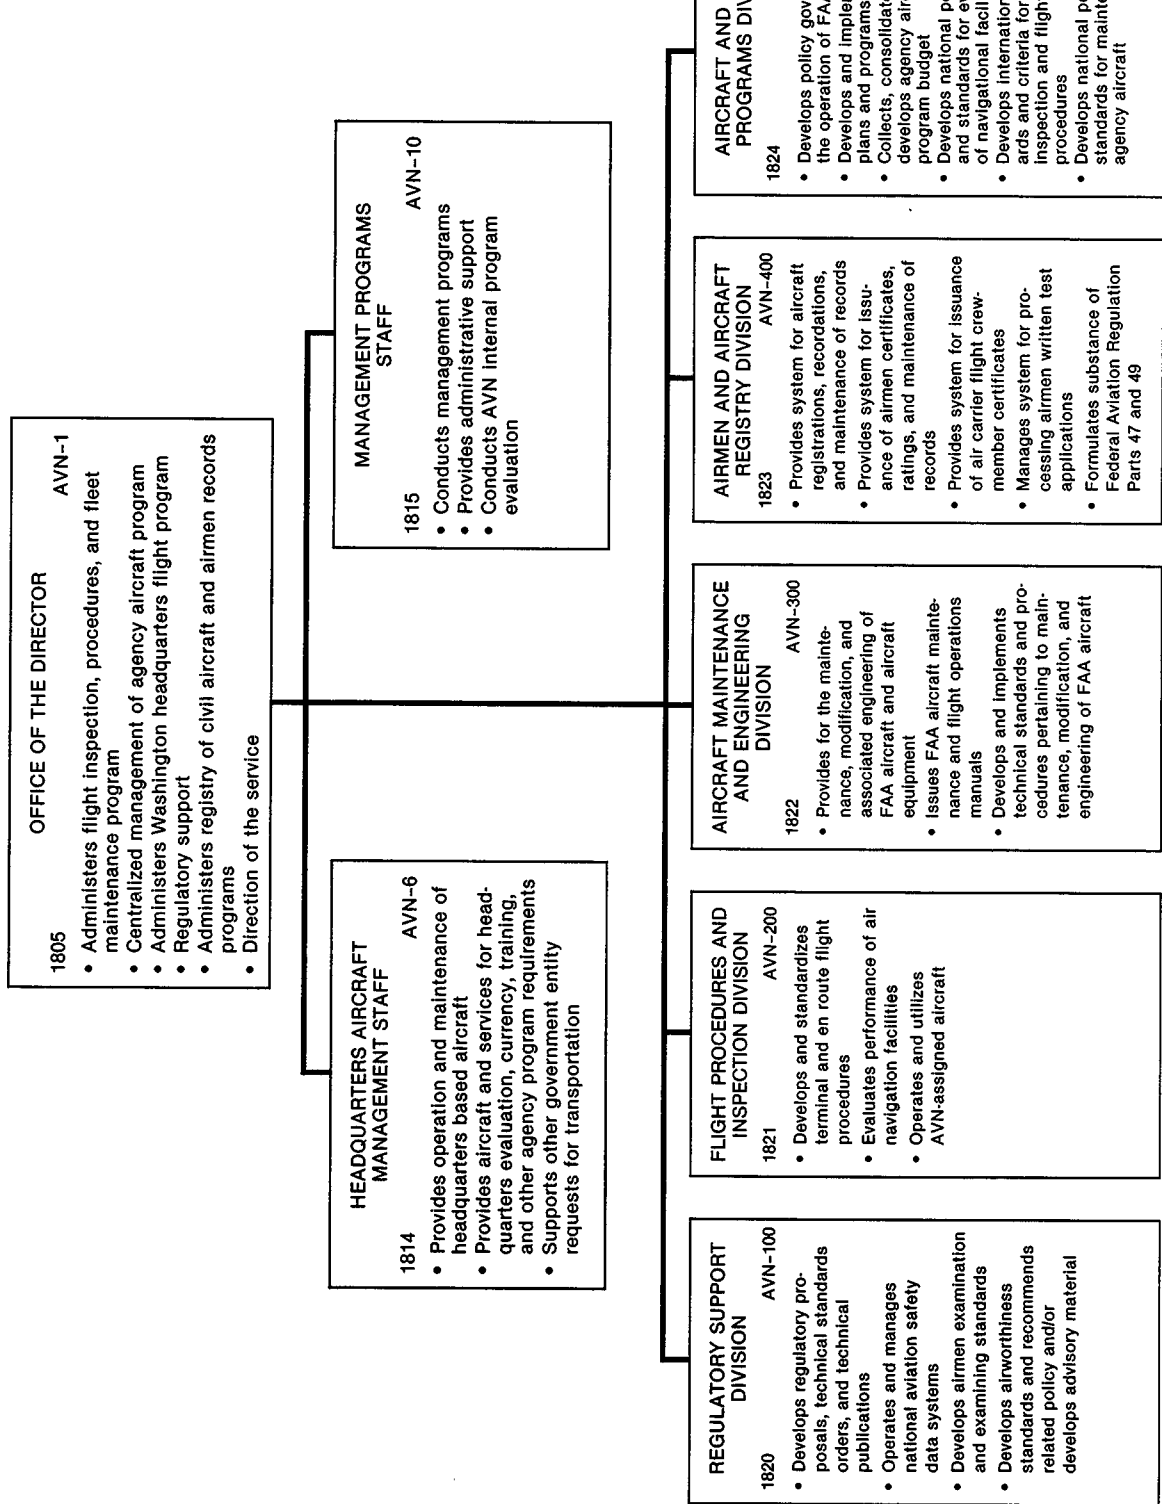 OFFICE OF THE DIRECTOR
1805 AVN-1
• Administers flight inspection, procedures, and fleet
maintenance program
• Centralized management of agency aircraft program
• Administers Washington headquarters flight program
• Regulatory support
• Administers registry of civil aircraft and airmen records
programs
• Direction of the service
HEADQUARTERS AIRCRAFT
MANAGEMENT STAFF
1814 AVN-6
• Provides operation and maintenance of
headquarters based aircraft
• Provides aircraft and services for head-
quarters evaluation, currency, training,
and other agency program requirements
• Supports other government entity
requests for transportation
MANAGEMENT PROGRAMS
STAFF
1815 AVN-10
• Conducts management programs
• Provides administrative support
• Conducts AVN internal program
evaluation
REGULATORY SUPPORT
DIVISION
1820 AVN-100
• Develops regulatory pro-
posals, technical standards
orders, and technical
publications
• Operates and manages
national aviation safety
data systems
• Develops airmen examination
and examining standards
• Develops airworthiness
standards and recommends
related policy and/or
develops advisory material
FLIGHT PROCEDURES AND
INSPECTION DIVISION
1821 AVN-200
• Develops and standardizes
terminal and en route flight
procedures
• Evaluates performance of air
navigation facilities
• Operates and utilizes
AVN-assigned aircraft
AIRCRAFT MAINTENANCE
AND ENGINEERING
DIVISION
1822 AVN-300
• Provides for the mainte-
nance, modification, and
associated engineering of
FAA aircraft and aircraft
equipment
• Issues FAA aircraft mainte-
nance and flight operations
manuals
• Develops and implements
technical standards and pro-
cedures pertaining to main-
tenance, modification, and
engineering of FAA aircraft
AIRMEN AND AIRCRAFT
REGISTRY DIVISION
1823 AVN-400
• Provides system for aircraft
registrations, recordations,
and maintenance of records
• Provides system for issu-
ance of airmen certificates,
ratings, and maintenance of
records
• Provides system for issuance
of air carrier flight crew-
member certificates
• Manages system for pro-
cessing airmen written test
applications
• Formulates substance of
Federal Aviation Regulation
Parts 47 and 49
AIRCRAFT AND
PROGRAMS DIV
1824
• Develops policy gov
the operation of FAA
• Develops and imple
plans and programs
• Collects, consolidate
develops agency air
program budget
• Develops national po
and standards for ev
of navigational facil
• Develops internation
ards and criteria for
inspection and flight
procedures
• Develops national po
standards for mainte
agency aircraft